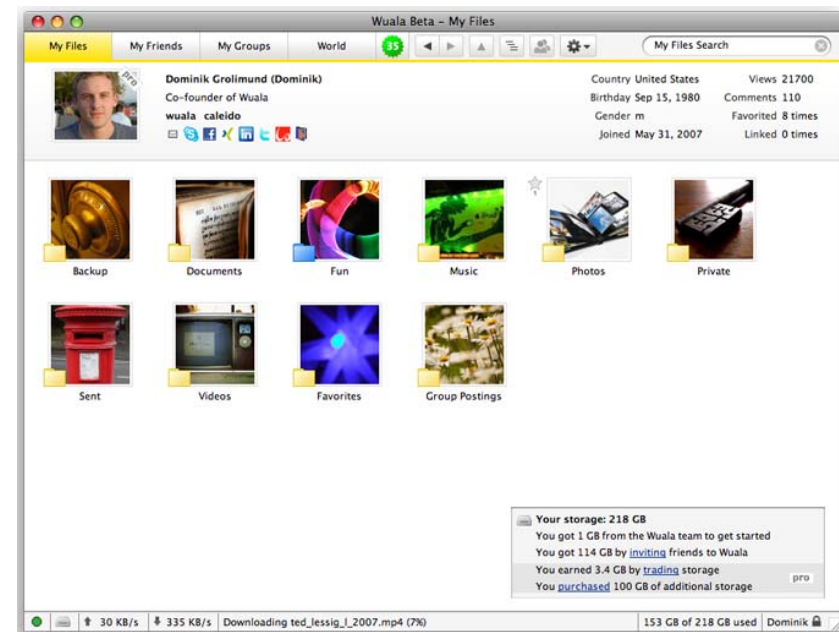 Wuala Beta – My Files
My Files My Friends My Groups World 35 My Files Search
pro
Dominik Grolimund (Dominik)
Co-founder of Wuala
wuala caleido
Country United States Views 21700
Birthday Sep 15, 1980 Comments 110
Gender m Favorited 8 times
Joined May 31, 2007 Linked 0 times
1
Backup Documents Fun Music Photos Private
Sent Videos Favorites Group Postings
Your storage: 218 GB
You got 1 GB from the Wuala team to get started
You got 114 GB by inviting friends to Wuala
You earned 3.4 GB by trading storage
You purchased 100 GB of additional storage
pro
30 KB/s 335 KB/s Downloading ted_lessig_l_2007.mp4 (7%) 153 GB of 218 GB used Dominik